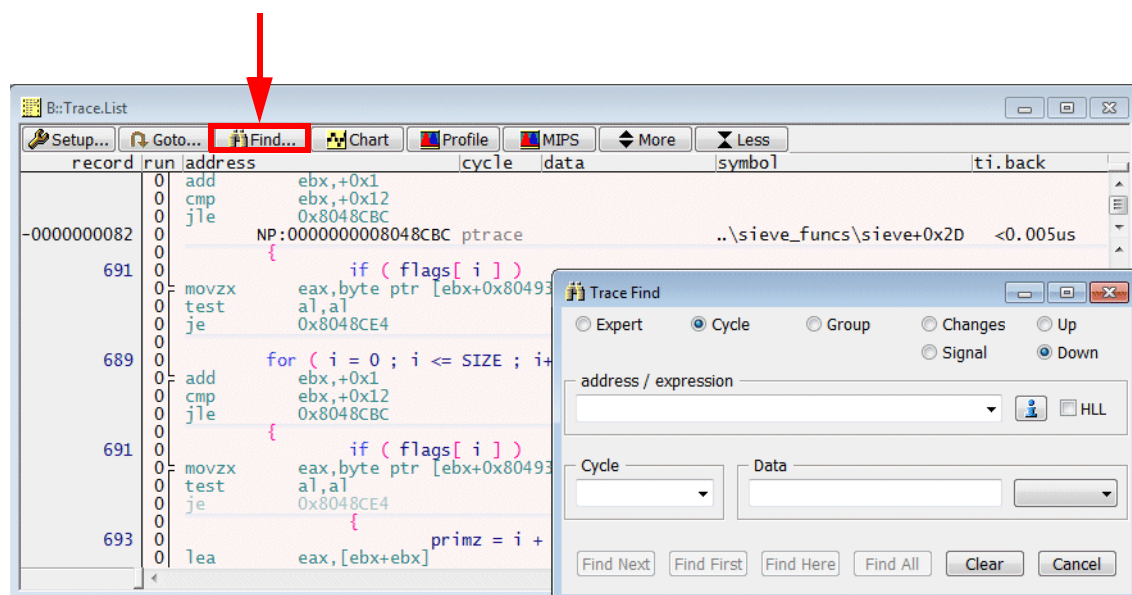 B::Trace.List
Setup... Goto... Find... Chart Profile MIPS More Less
record run address cycle data symbol ti.back
0 add ebx,+0x1
0 cmp ebx,+0x12
0 jle 0x8048CBC
-0000000082 0 NP:0000000008048CBC ptrace ..\sieve_funcs\sieve+0x2D <0.005us
0 {
691 0 if ( flags[ i ] )
0 movzx eax,byte ptr [ebx+0x80493
0 test al,al
0 je 0x8048CE4
0
689 0 for ( i = 0 ; i <= SIZE ; i+
0 add ebx,+0x1
0 cmp ebx,+0x12
0 jle 0x8048CBC
0 {
691 0 if ( flags[ i ] )
0 movzx eax,byte ptr [ebx+0x80493
0 test al,al
0 je 0x8048CE4
0 {
693 0 primz = i +
0 lea eax,[ebx+ebx]
Trace Find
Expert Cycle Group Changes Up
Signal Down
address / expression
HLL
Cycle Data
Find Next Find First Find Here Find All Clear Cancel